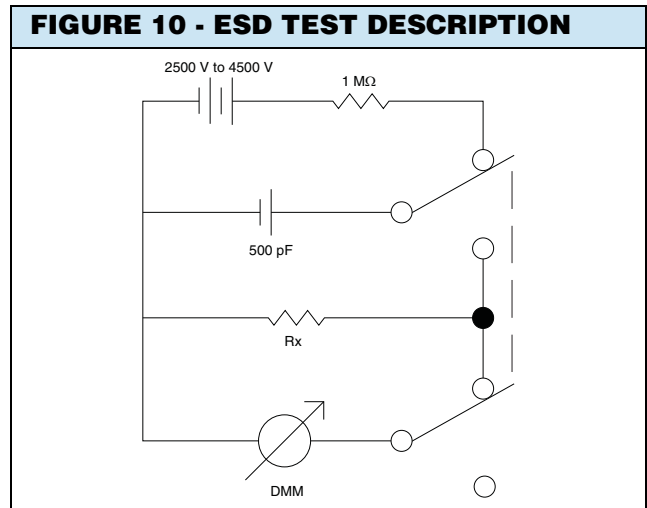 FIGURE 10 - ESD TEST DESCRIPTION
2500 V to 4500 V
1 MΩ
500 pF
Rx
DMM